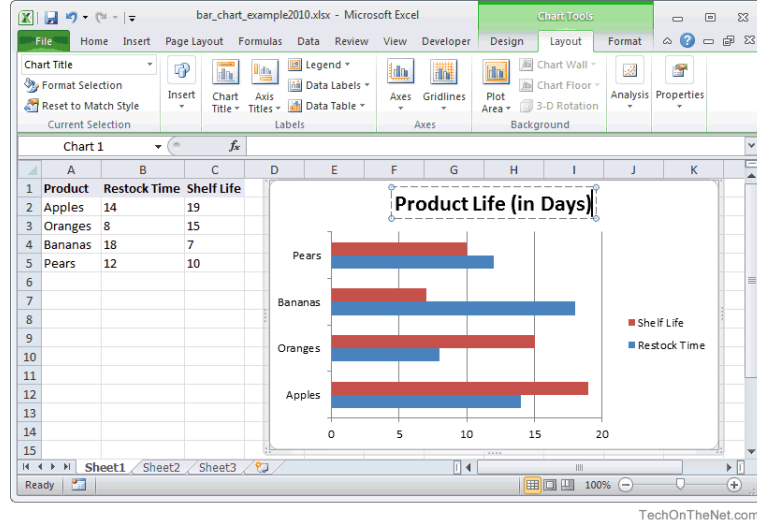 bar_chart_example2010.xlsx - Microsoft Excel
Chart Tools
File Home Insert Page Layout Formulas Data Review View Developer Design Layout Format
Chart Title
Format Selection
Reset to Match Style
Current Selection
Insert
Chart Title
Axis Titles
Legend
Data Labels
Data Table
Labels
Axes
Gridlines
Axes
Plot Area
Chart Wall
Chart Floor
3-D Rotation
Background
Analysis
Properties
Chart 1
fx
A B C D E F G H I J K
1 Product Restock Time Shelf Life
2 Apples 14 19
3 Oranges 8 15
4 Bananas 18 7
5 Pears 12 10
6
7
8
9
10
11
12
13
14
15
Product Life (in Days)
Pears
Bananas
Oranges
Apples
0 5 10 15 20
Shelf Life
Restock Time
Sheet1 Sheet2 Sheet3
Ready
100%
TechOnTheNet.com